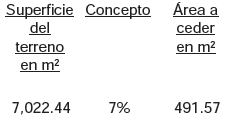 Superficie Concepto Área a
del ceder
terreno en m²
en m²
7,022.44 7% 491.57